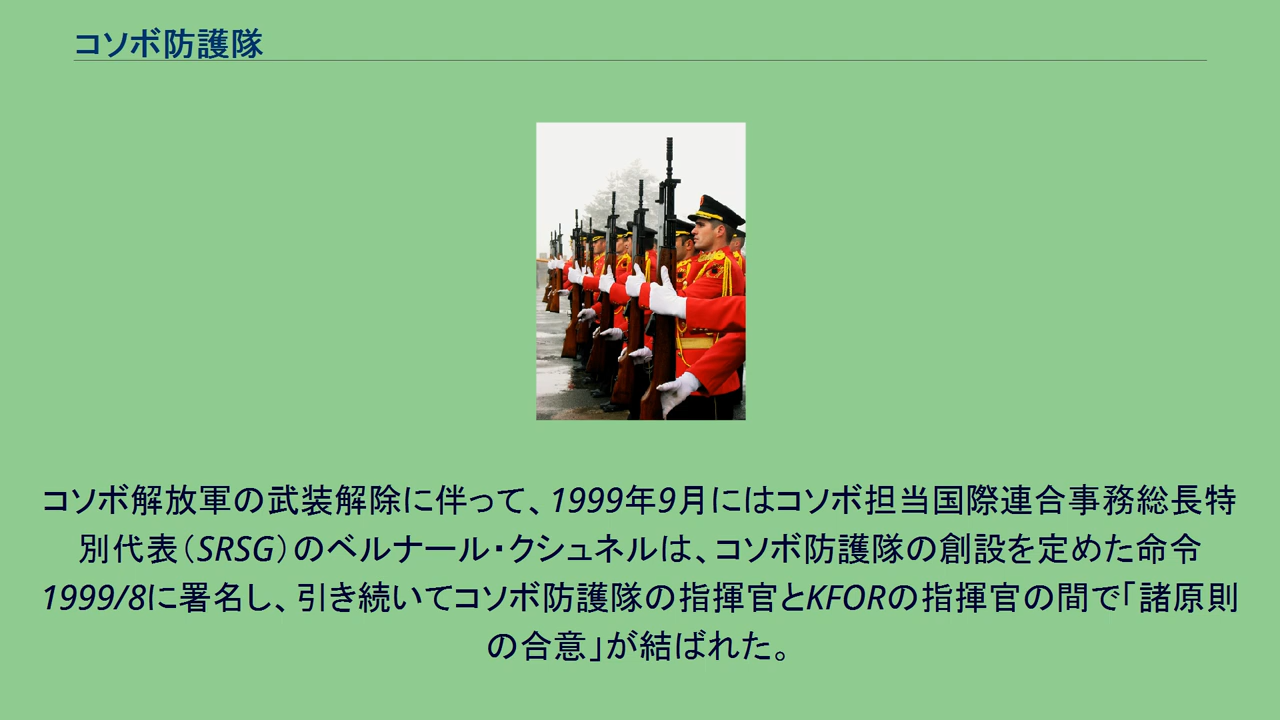 コソボ防護隊
コソボ解放軍の武装解除に伴って、1999年9月にはコソボ担当国際連合事務総長特
別代表（SRSG）のベルナール・クシュネルは、コソボ防護隊の創設を定めた命令
1999/8に署名し、引き続いてコソボ防護隊の指揮官とKFORの指揮官の間で「諸原則
の合意」が結ばれた。